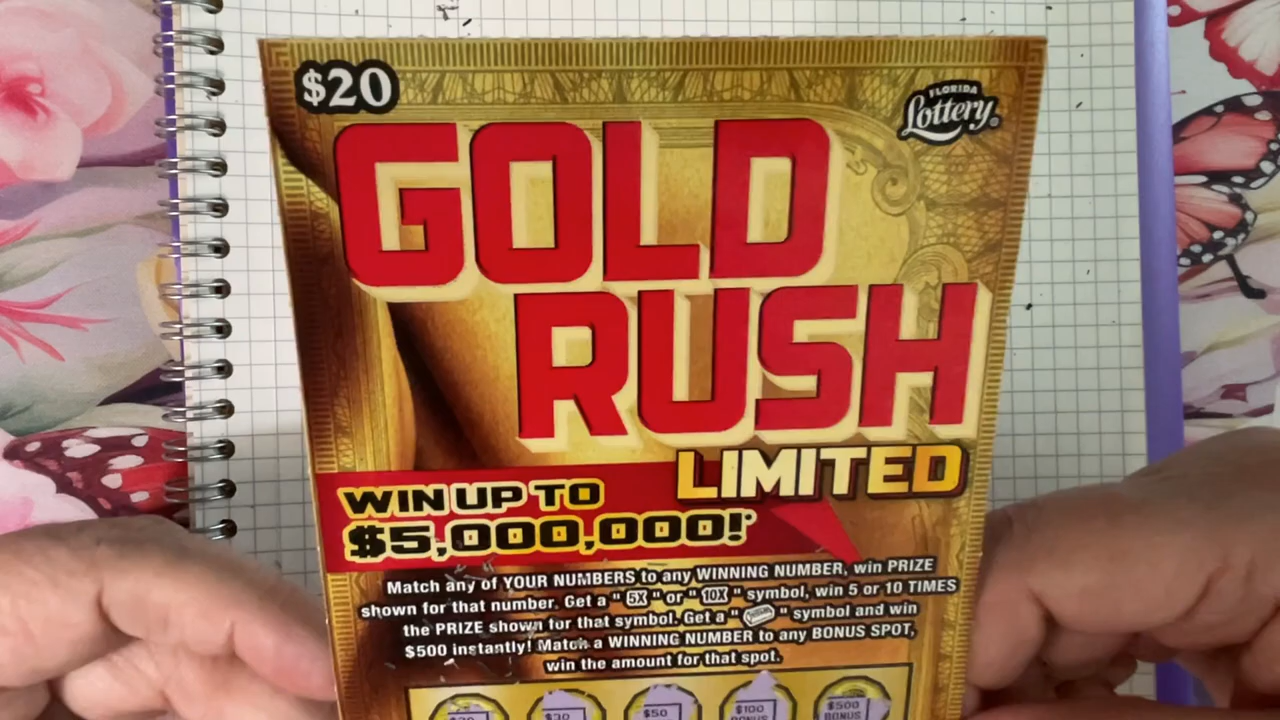 $20
FLORIDA
Lottery
GOLD
RUSH
LIMITED
WIN UP TO
$5,000,000!*
Match any of YOUR NUMBERS to any WINNING NUMBER, win PRIZE
shown for that number. Get a "5X" or "10X" symbol, win 5 or 10 TIMES
the PRIZE shown for that symbol. Get a " " symbol and win
$500 instantly! Match a WINNING NUMBER to any BONUS SPOT,
win the amount for that spot.
$50 $100 $500
BONUS BONUS